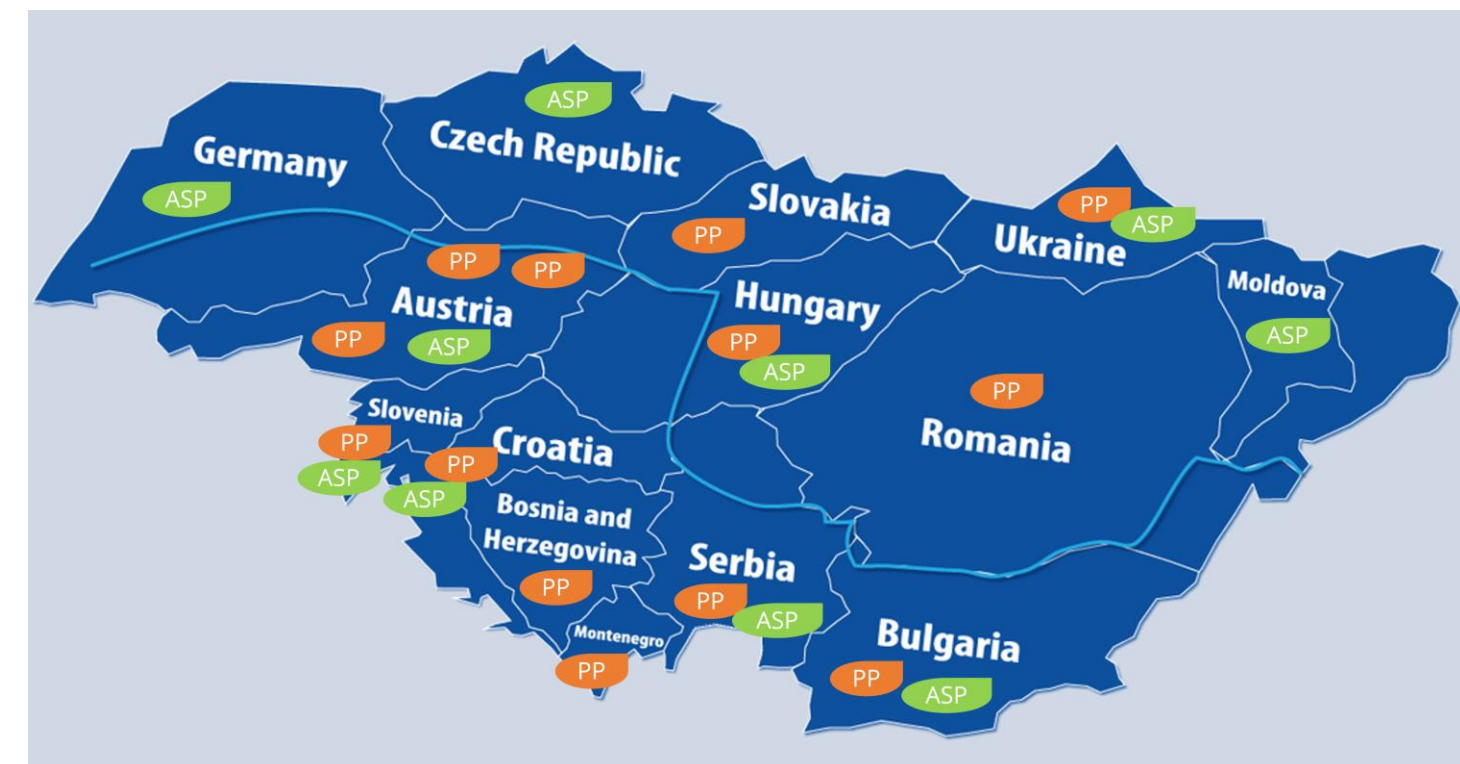 ASP
Czech Republic
Germany
ASP
Slovakia
PP
PP
ASP
Ukraine
Moldova
ASP
PP
PP
Austria
PP
ASP
Hungary
PP
ASP
PP
Romania
Slovenia
PP
ASP
Croatia
PP
ASP
Bosnia and
Herzegovina
PP
Serbia
PP
ASP
Montenegro
PP
Bulgaria
PP
ASP